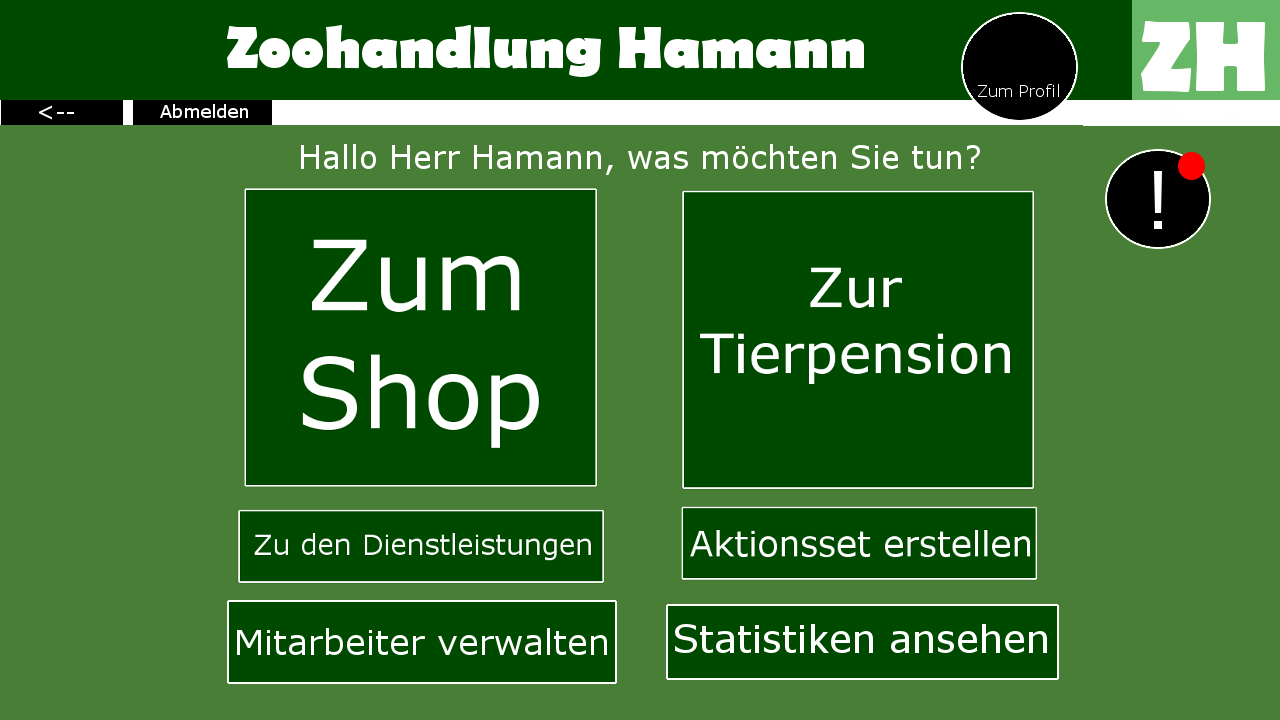 Zoohandlung Hamann
ZH
Zum Profil
<--
Abmelden
Hallo Herr Hamann, was möchten Sie tun?
!
Zum
Shop
Zur
Tierpension
Zu den Dienstleistungen
Aktionsset erstellen
Mitarbeiter verwalten
Statistiken ansehen